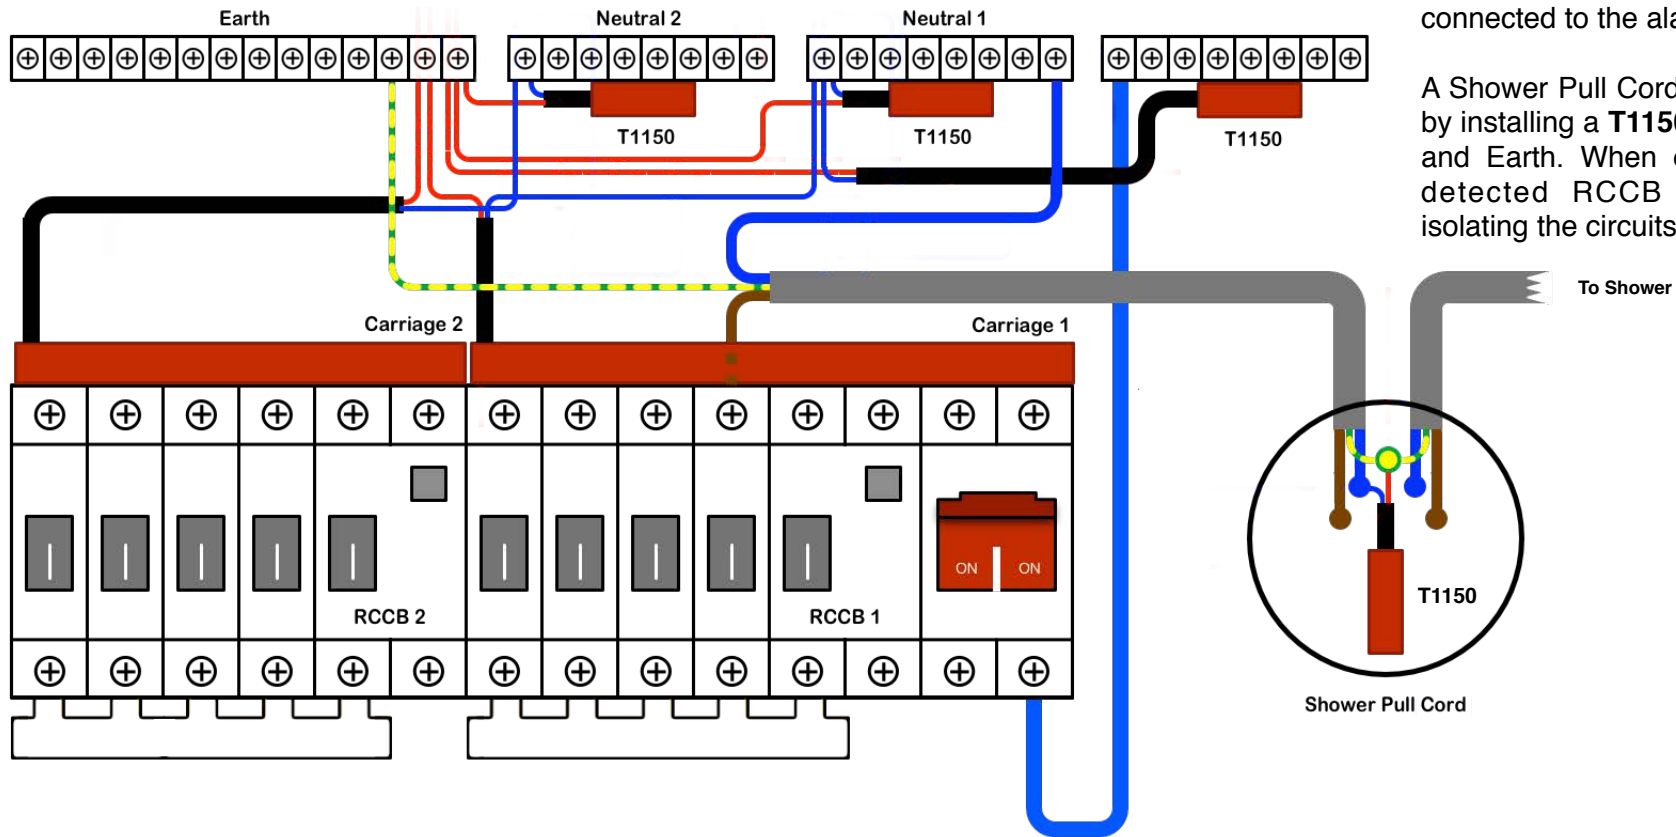 Earth
Neutral 2
Neutral 1
T1150
T1150
T1150
connected to the
A Shower Pull Cord
by installing a T1150
and Earth. When
detected RCCB
isolating the circuits
To Shower
Carriage 2
Carriage 1
ON
ON
RCCB 2
RCCB 1
T1150
Shower Pull Cord